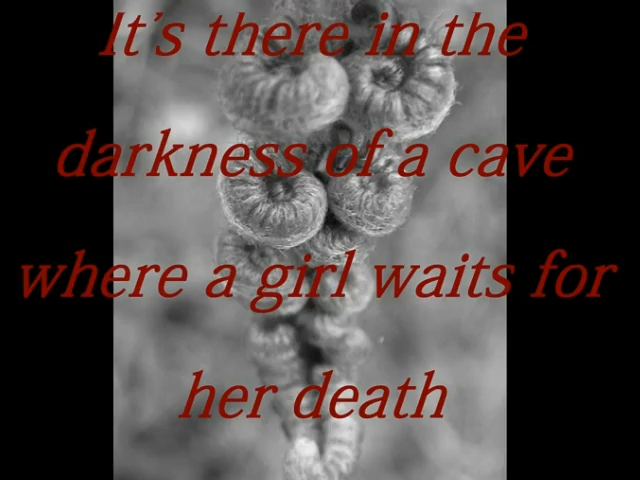 It's there in the
darkness of a cave
where a girl waits for
her death